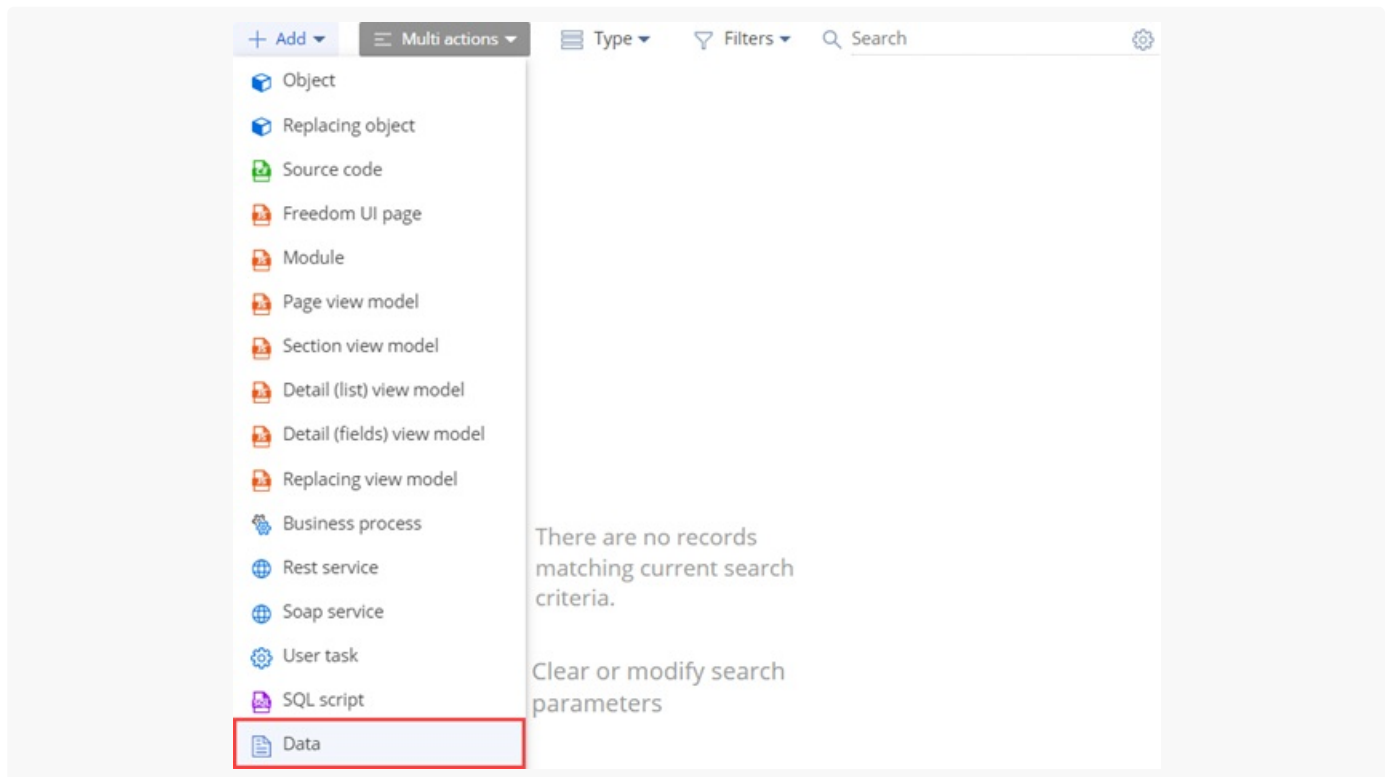 Add
Multi actions
Type
Filters
Search
Object
Replacing object
Source code
Freedom UI page
Module
Page view model
Section view model
Detail (list) view model
Detail (fields) view model
Replacing view model
Business process
Rest service
Soap service
User task
SQL script
Data
There are no records
matching current search
criteria.
Clear or modify search
parameters